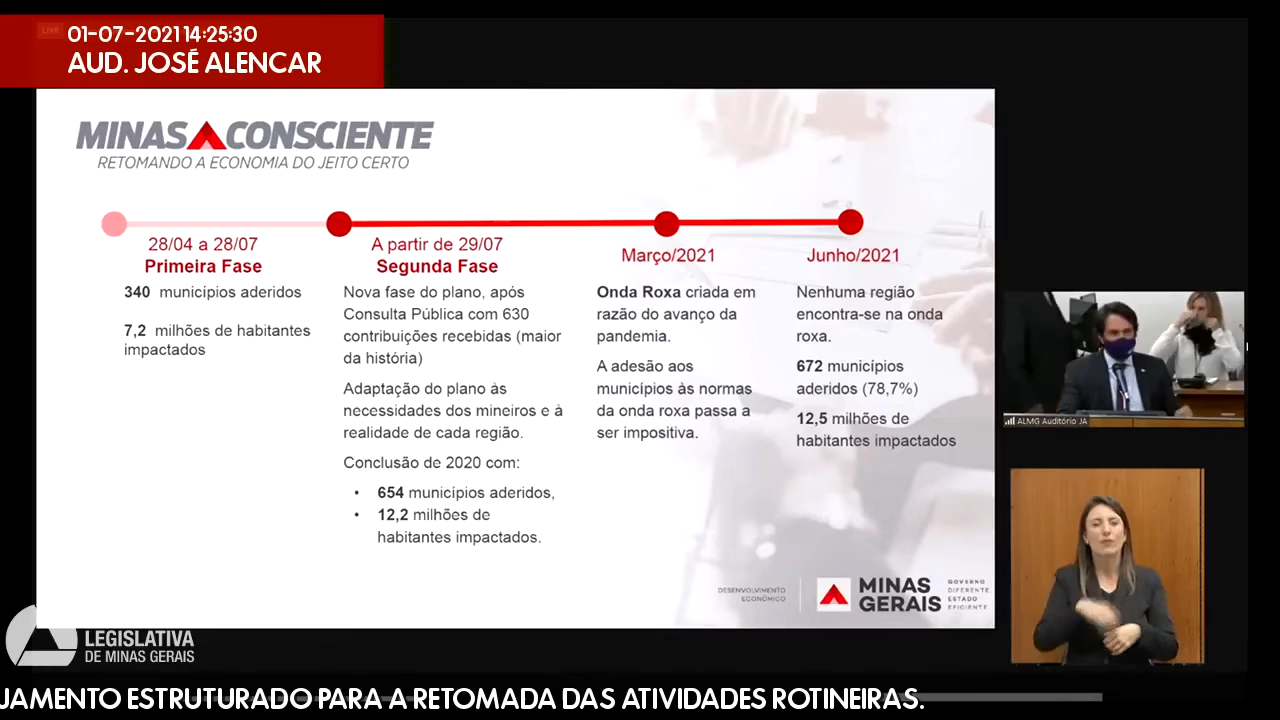 LIVE
01-07-2021 14:25:30
AUD. JOSÉ ALENCAR
MINAS CONSCIENTE
RETOMANDO A ECONOMIA DO JEITO CERTO
28/04 a 28/07
Primeira Fase
340 municípios aderidos
7,2 milhões de habitantes
impactados
A partir de 29/07
Segunda Fase
Nova fase do plano, após
Consulta Pública com 630
contribuições recebidas (maior
da história)
Adaptação do plano às
necessidades dos mineiros e à
realidade de cada região.
Conclusão de 2020 com:
• 654 municípios aderidos,
• 12,2 milhões de
habitantes impactados.
Março/2021
Onda Roxa criada em
razão do avanço da
pandemia.
A adesão aos
municípios às normas
da onda roxa passa a
ser impositiva.
Junho/2021
Nenhuma região
encontra-se na onda
roxa.
672 municípios
aderidos (78,7%)
12,5 milhões de
habitantes impactados
ALMG Auditório JA
DESENVOLVIMENTO
ECONÔMICO
MINAS
GERAIS
GOVERNO
DIFERENTE.
ESTADO
EFICIENTE.
LEGISLATIVA
DE MINAS GERAIS
JAMENTO ESTRUTURADO PARA A RETOMADA DAS ATIVIDADES ROTINEIRAS.